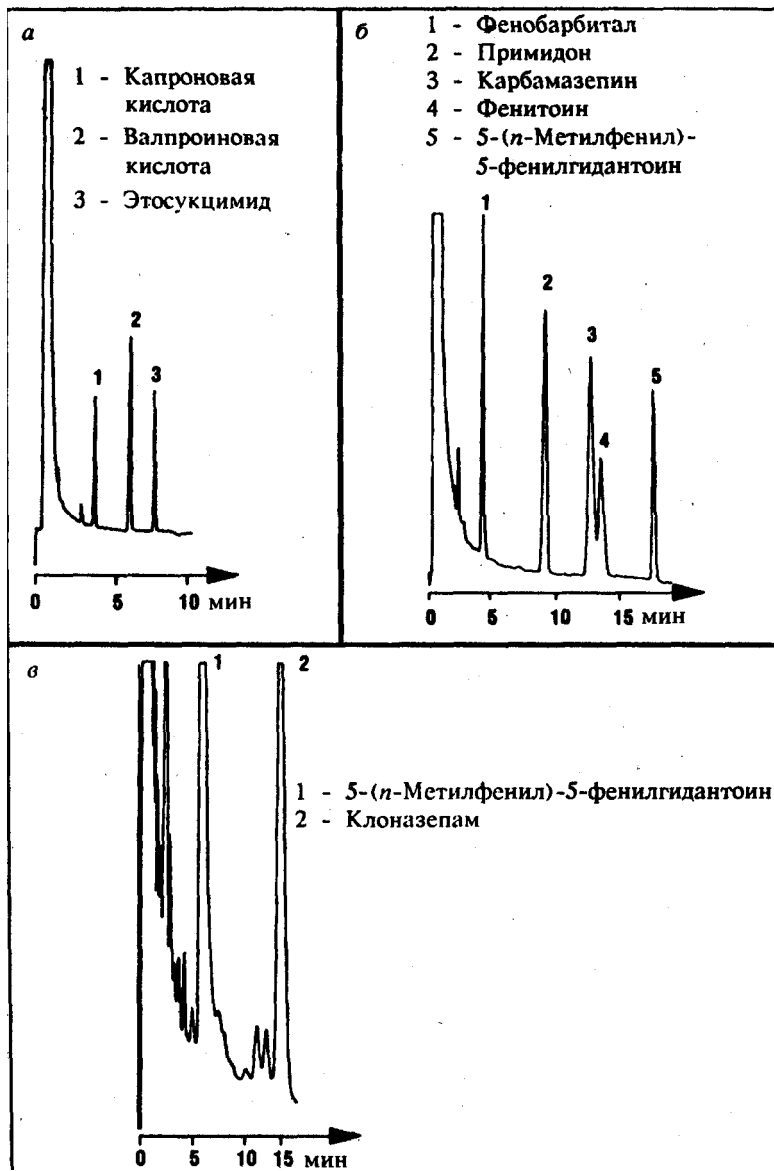 а
1 - Капроновая
кислота
2 - Валпроиновая
кислота
3 - Этосукцимид
1
2
3
0 5 10 мин
б
1 - Фенобарбитал
2 - Примидон
3 - Карбамазепин
4 - Фенитоин
5 - 5-(п-Метилфенил)-
5-фенилгидантоин
1
2
3
4
5
0 5 10 15 мин
в
1
2
1 - 5-(п-Метилфенил)-5-фенилгидантоин
2 - Клоназепам
0 5 10 15 мин